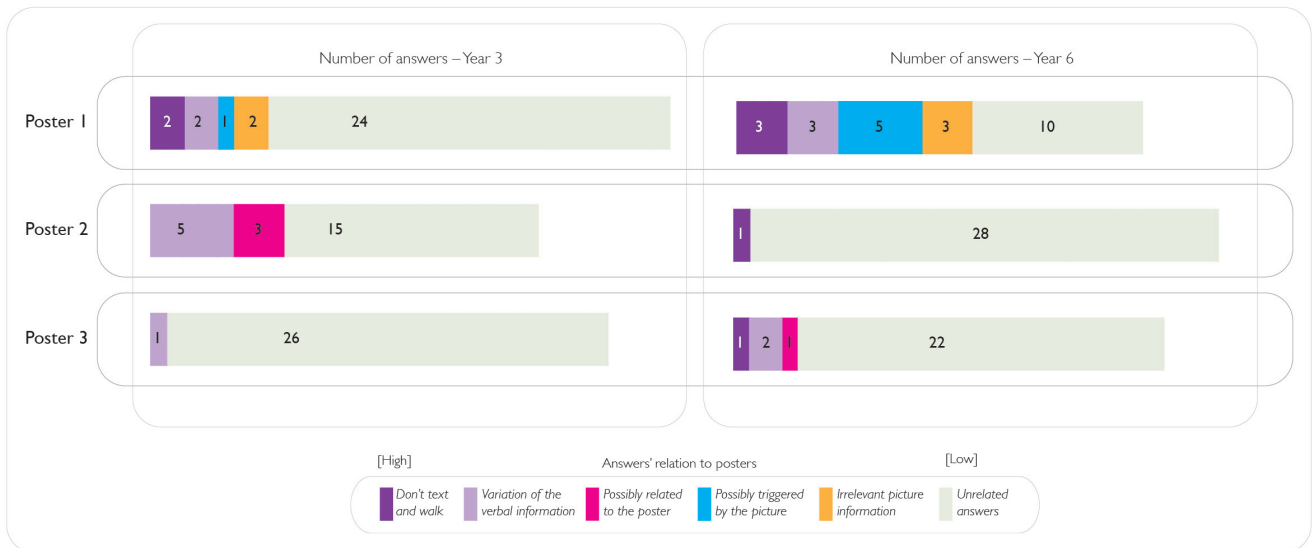 Number of answers – Year 3
Number of answers – Year 6
Poster 1
2 2 1 2 24
3 3 5 3 10
Poster 2
5 3 15
1 28
Poster 3
1 26
1 2 1 22
[High] Answers' relation to posters [Low]
Don't text and walk
Variation of the verbal information
Possibly related to the poster
Possibly triggered by the picture
Irrelevant picture information
Unrelated answers